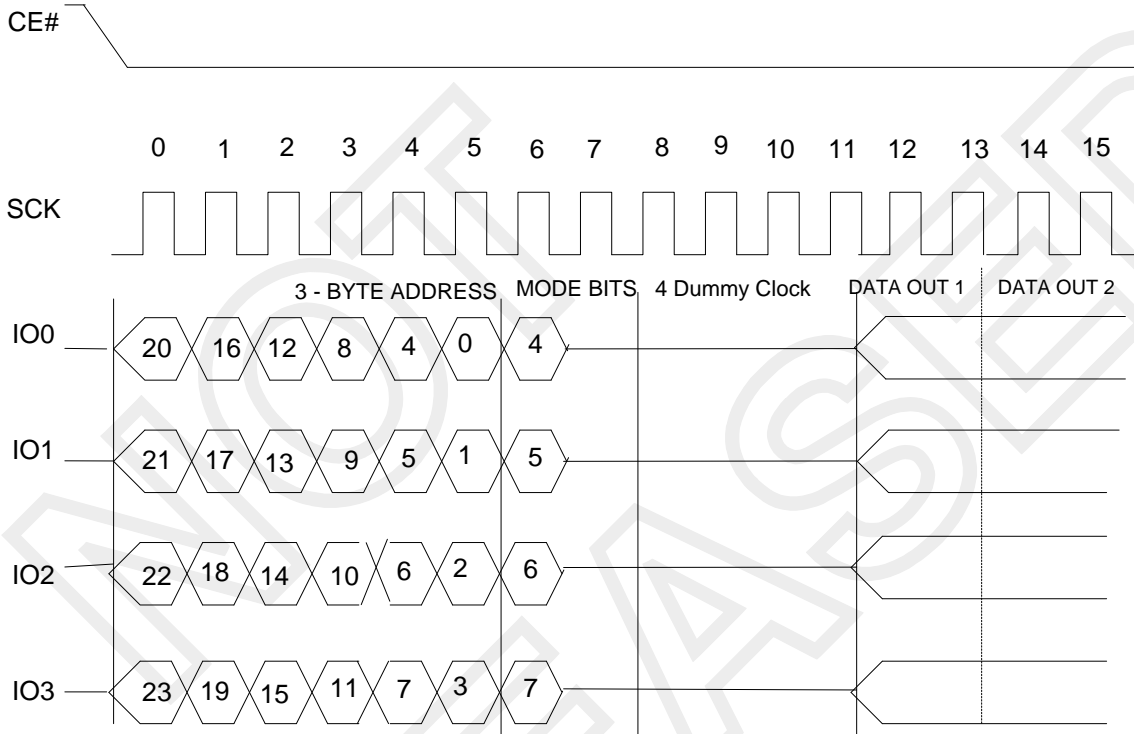 CE#
0 1 2 3 4 5 6 7 8 9 10 11 12 13 14 15
SCK
3 - BYTE ADDRESS MODE BITS 4 Dummy Clock DATA OUT 1 DATA OUT 2
IO0 20 16 12 8 4 0 4
IO1 21 17 13 9 5 1 5
IO2 22 18 14 10 6 2 6
IO3 23 19 15 11 7 3 7